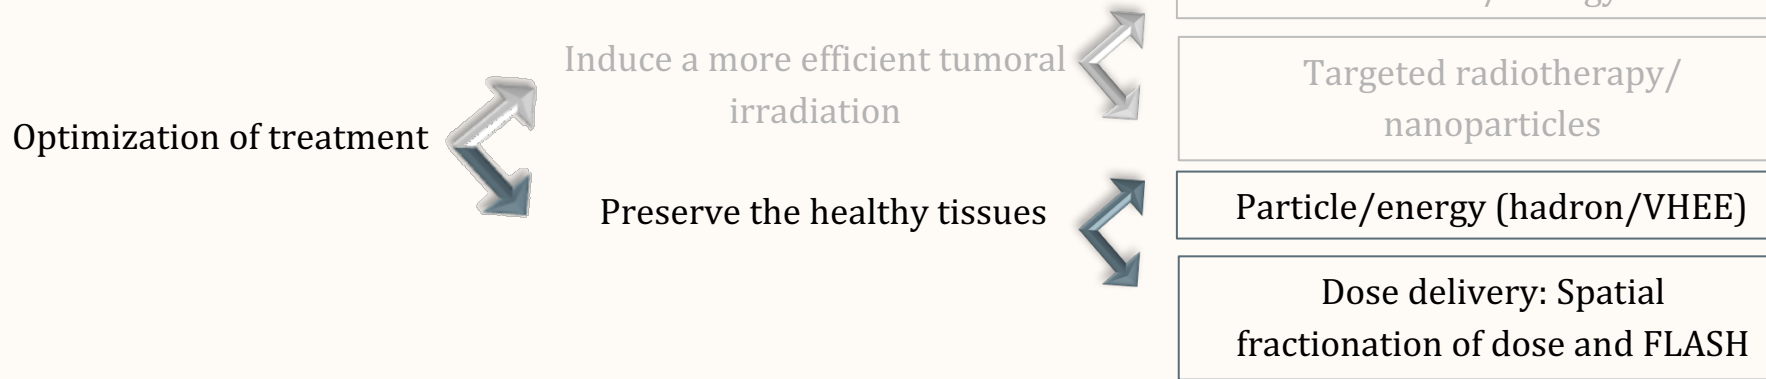 Induce a more efficient tumoral
irradiation
Targeted radiotherapy/
nanoparticles
Optimization of treatment
Preserve the healthy tissues
Particle/energy (hadron/VHEE)
Dose delivery: Spatial
fractionation of dose and FLASH